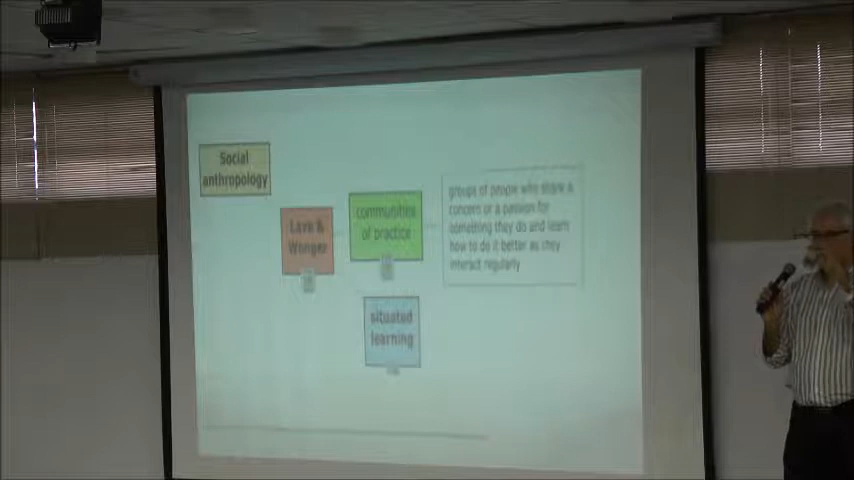 Social
anthropology
Lave &
Wenger
communities
of practice
groups of people who share a
concern or a passion for
something they do and learn
how to do it better as they
interact regularly
situated
learning